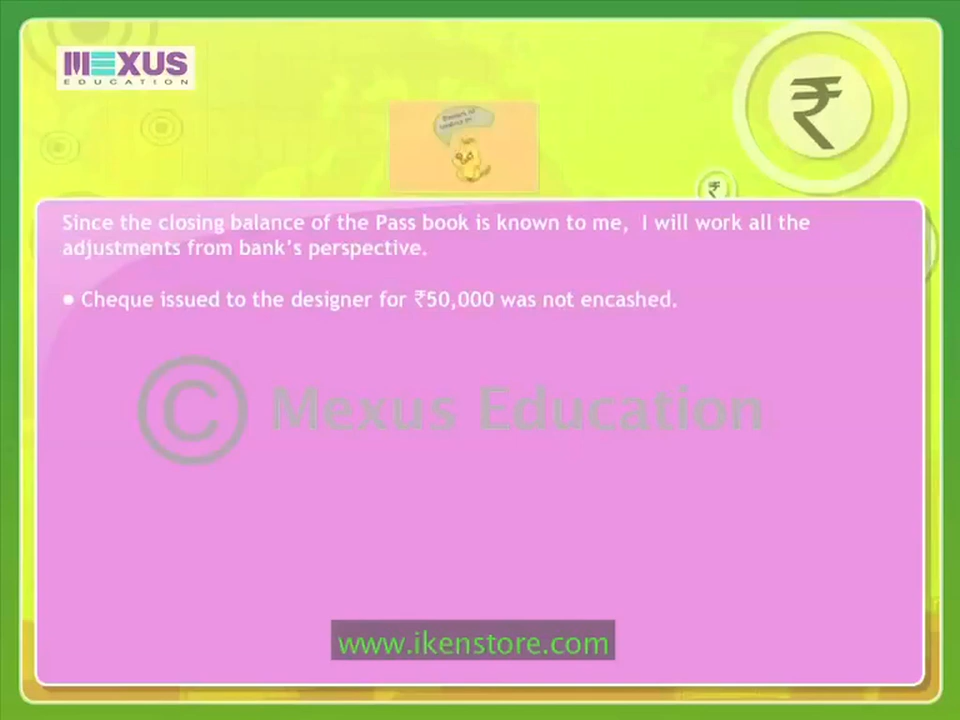 MEXUS
EDUCATION
₹
₹
Since the closing balance of the Pass book is known to me, I will work all the
adjustments from bank's perspective.
● Cheque issued to the designer for ₹50,000 was not encashed.
© Mexus Education
www.ikenstore.com